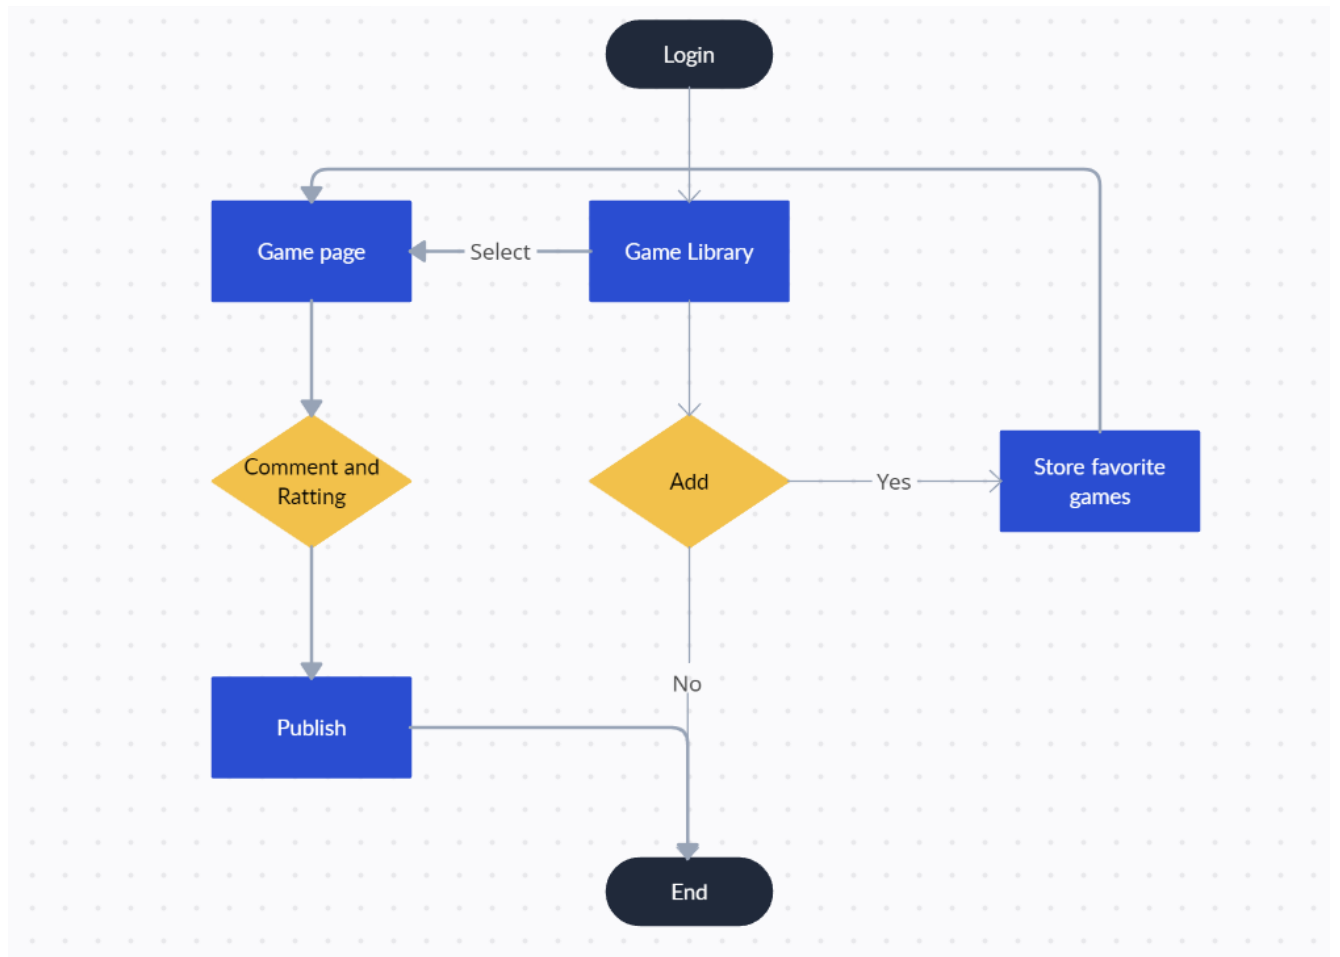 Login
Game page
Select
Game Library
Comment and
Ratting
Add
Yes
Store favorite
games
No
Publish
End